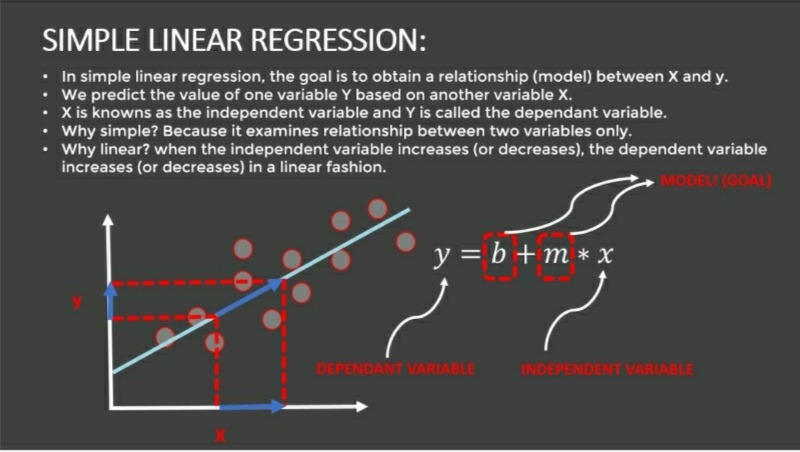 SIMPLE LINEAR REGRESSION:
• In simple linear regression, the goal is to obtain a relationship (model) between X and y.
• We predict the value of one variable Y based on another variable X.
• X is knowns as the independent variable and Y is called the dependant variable.
• Why simple? Because it examines relationship between two variables only.
• Why linear? when the independent variable increases (or decreases), the dependent variable
increases (or decreases) in a linear fashion.
MODEL! (GOAL)
y = b + m * x
Y
DEPENDANT VARIABLE
INDEPENDENT VARIABLE
X